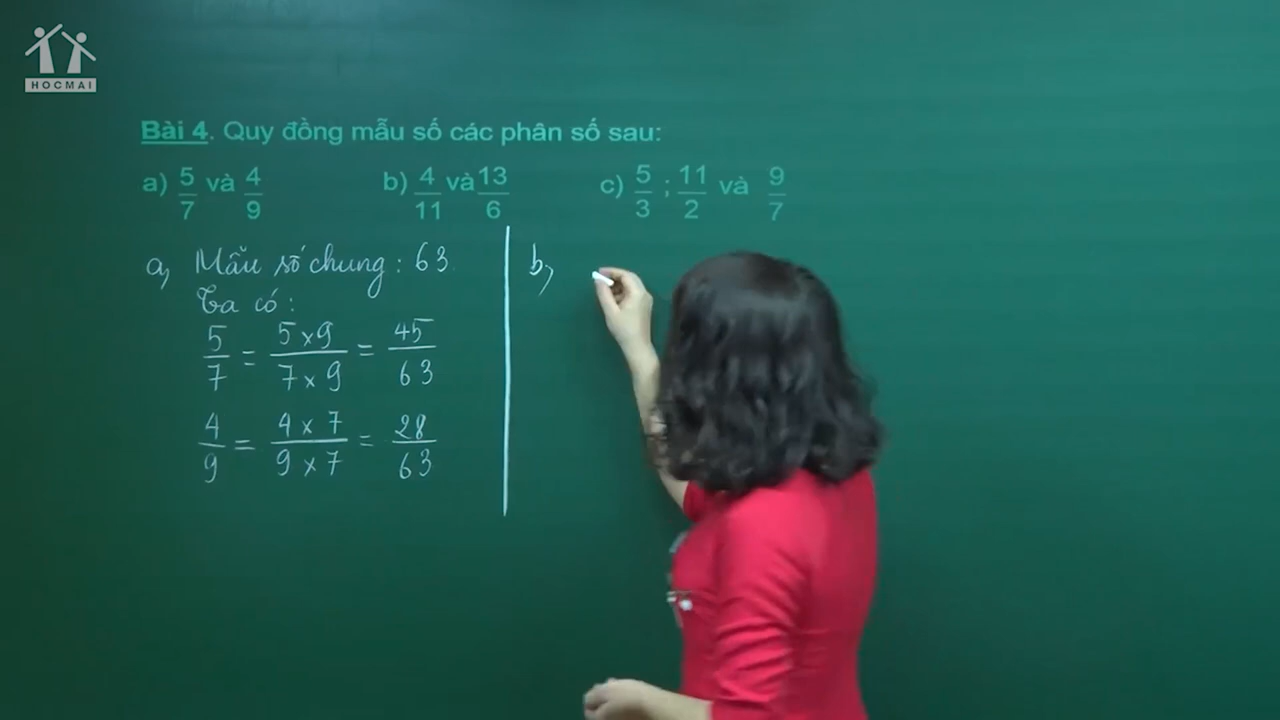 HOCMAI
Bài 4. Quy đồng mẫu số các phân số sau:
a) 5/7 và 4/9 b) 4/11 và 13/6 c) 5/3 ; 11/2 và 9/7
a, Mẫu số chung : 63
Ta có :
5/7 = 5 x 9 / 7 x 9 = 45/63
4/9 = 4 x 7 / 9 x 7 = 28/63
b,